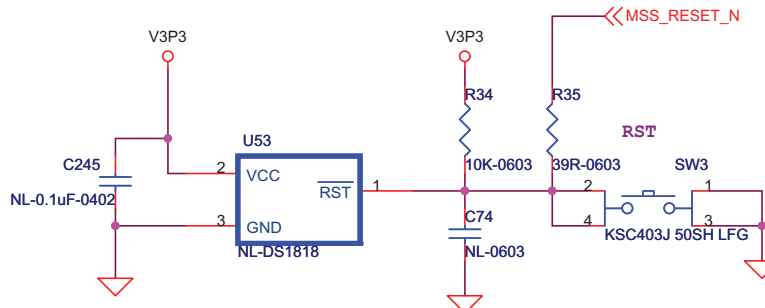 MSS_RESET_N
V3P3
V3P3
R34
R35
RST
U53
C245
10K-0603
39R-0603
SW3
2
VCC
RST
1
2
1
NL-0.1uF-0402
C74
3
GND
4
3
KSC403J 50SH LFG
NL-DS1818
NL-0603